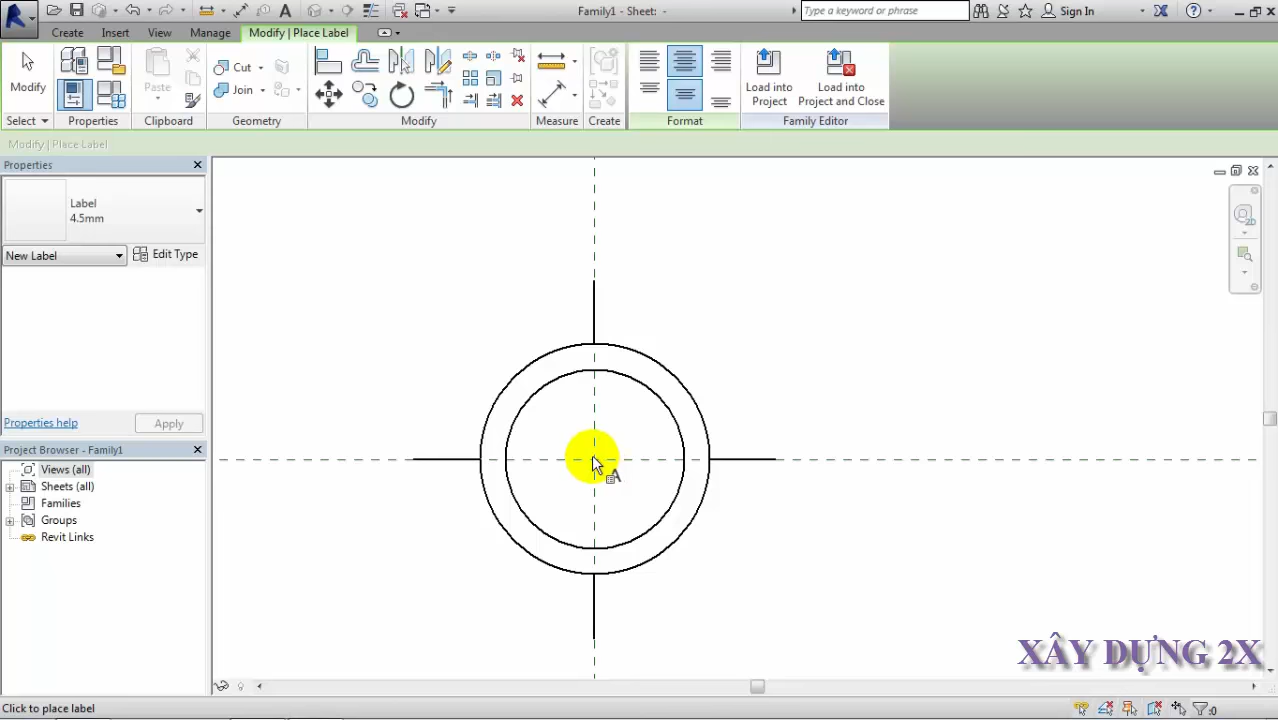 Family1 - Sheet: -
Type a keyword or phrase
Sign In
Create
Insert
View
Manage
Modify | Place Label
Modify
Paste
Cut
Join
Load into
Project
Load into
Project and Close
Select
Properties
Clipboard
Geometry
Modify
Measure
Create
Format
Family Editor
Modify | Place Label
Properties
Label
4.5mm
New Label
Edit Type
Properties help
Apply
Project Browser - Family1
Views (all)
Sheets (all)
Families
Groups
Revit Links
2D
XÂY DỰNG 2X
Click to place label
:0